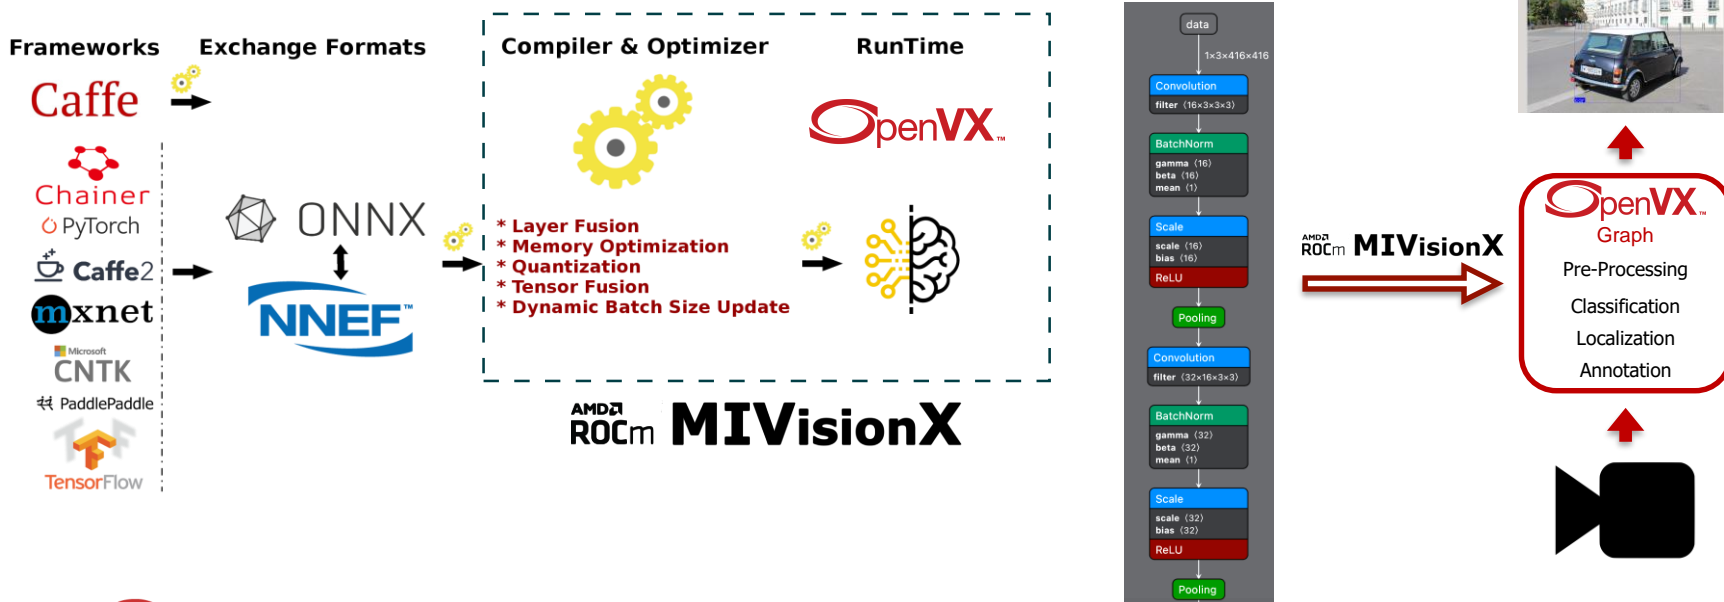 Frameworks
Exchange Formats
Compiler & Optimizer
RunTime
Caffe
Chainer
PyTorch
Caffe2
mxnet
Microsoft
CNTK
PaddlePaddle
TensorFlow
ONNX
NNEF™
* Layer Fusion
* Memory Optimization
* Quantization
* Tensor Fusion
* Dynamic Batch Size Update
OpenVX™
AMD
ROCm MIVisionX
data
1×3×416×416
Convolution
filter ⟨16×3×3×3⟩
BatchNorm
gamma ⟨16⟩
beta ⟨16⟩
mean ⟨1⟩
Scale
scale ⟨16⟩
bias ⟨16⟩
ReLU
Pooling
Convolution
filter ⟨32×16×3×3⟩
BatchNorm
gamma ⟨32⟩
beta ⟨32⟩
mean ⟨1⟩
Scale
scale ⟨32⟩
bias ⟨32⟩
ReLU
Pooling
AMD
ROCm MIVisionX
OpenVX™
Graph
Pre-Processing
Classification
Localization
Annotation